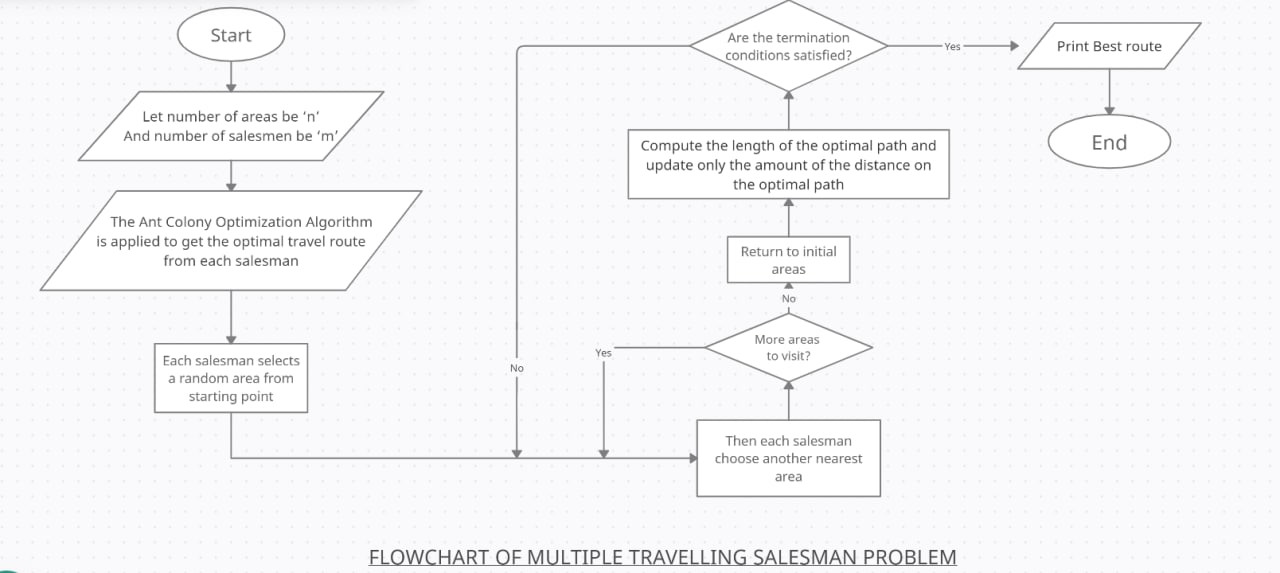 Start
Let number of areas be ‘n’
And number of salesmen be ‘m’
The Ant Colony Optimization Algorithm
is applied to get the optimal travel route
from each salesman
Each salesman selects
a random area from
starting point
Then each salesman
choose another nearest
area
More areas
to visit?
Yes
No
Return to initial
areas
Compute the length of the optimal path and
update only the amount of the distance on
the optimal path
Are the termination
conditions satisfied?
No
Yes
Print Best route
End
FLOWCHART OF MULTIPLE TRAVELLING SALESMAN PROBLEM